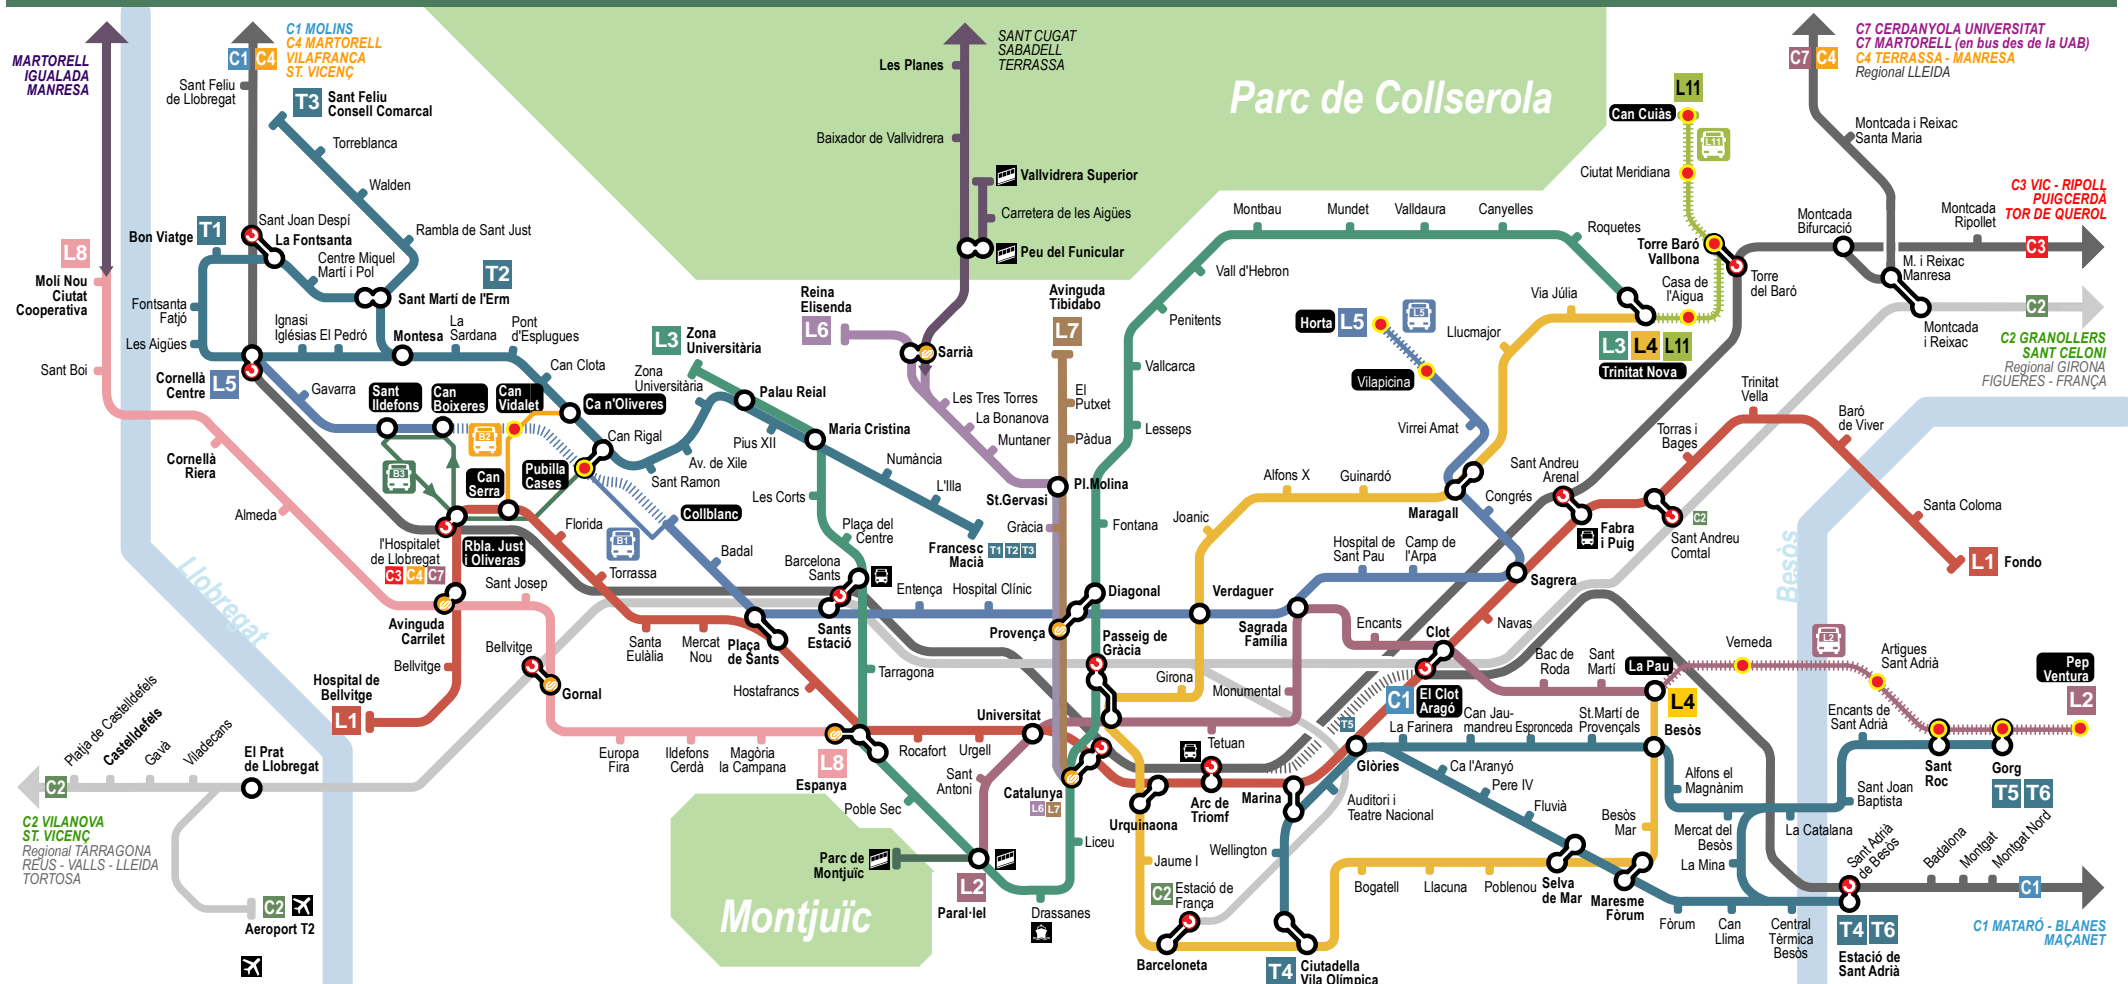 MARTORELL
IGUALADA
MANRESA
C1 MOLINS
C4 MARTORELL
VILAFRANCA
ST. VICENÇ
C1 C4
Sant Feliu
de Llobregat
T3
Sant Feliu
Consell Comarcal
Torreblanca
Walden
Rambla de Sant Just
Sant Joan Despí
La Fontsanta
Bon Viatge
T1
Centre Miquel
Martí i Pol
T2
Sant Martí de l'Erm
L8
Molí Nou
Ciutat
Cooperativa
Fontsanta
Fatjó
Les Aigües
Ignasi
Iglésias
El Pedró
Montesa
La
Sardana
Pont
d'Esplugues
Can Clota
Sant Boi
Cornellà
Centre
L5
Gavarra
Sant
Ildefons
Can
Boixeres
Can
Vidalet
Ca n'Oliveres
B2
B3
Can Rigal
Can
Serra
Pubilla
Cases
Cornellà
Riera
Almeda
l'Hospitalet
de Llobregat
C3 C4 C7
Rbla. Just
i Oliveras
Florida
B1
Collblanc
Torrassa
Badal
Sant Josep
Avinguda
Carrilet
Bellvitge
Hospital de
Bellvitge
L1
Bellvitge
Gornal
Santa
Eulàlia
Mercat
Nou
Plaça
de Sants
Hostafrancs
Europa
Fira
Ildefons
Cerdà
Magòria
la Campana
L8
Espanya
Llobregat
Platja de Castelldefels
Castelldefels
Gavà
Viladecans
El Prat
de Llobregat
C2
C2 VILANOVA
ST. VICENÇ
Regional TARRAGONA
REUS - VALLS - LLEIDA
TORTOSA
C2
Aeroport T2
SANT CUGAT
SABADELL
TERRASSA
Les Planes
Baixador de Vallvidrera
Vallvidrera Superior
Carretera de les Aigües
Peu del Funicular
Parc de Collserola
Reina
Elisenda
L6
Sarrià
Avinguda
Tibidabo
L7
Les Tres Torres
La Bonanova
Muntaner
El
Putxet
Pàdua
St.Gervasi
Pl.Molina
Gràcia
L3
Zona
Universitària
Zona
Universitària
Palau Reial
Pius XII
Av. de Xile
Sant Ramon
Maria Cristina
Numància
L'Illa
Francesc
Macià
T1 T2 T3
Les Corts
Plaça del
Centre
Barcelona
Sants
Sants
Estació
Entença
Hospital Clínic
Provença
Diagonal
Tarragona
Rocafort
Urgell
Universitat
Sant
Antoni
Poble Sec
Parc de
Montjuïc
Montjuïc
L2
Paral·lel
Drassanes
Liceu
Catalunya
L6 L7
Passeig de
Gràcia
Girona
Urquinaona
Jaume I
C2
Estació de
França
Barceloneta
Arc de
Triomf
Tetuan
Monumental
Marina
Wellington
T4
Ciutadella
Vila Olímpica
Montbau
Mundet
Valldaura
Canyelles
Roquetes
Vall d'Hebron
Penitents
Vallcarca
Lesseps
Fontana
Joanic
Alfons X
Guinardó
Verdaguer
Hospital de
Sant Pau
Camp de
l'Arpa
Sagrada
Família
Encants
Maragall
Congrés
Sagrera
Virrei Amat
Vilapicina
Horta
L5
L5
Llucmajor
Via Júlia
L3 L4 L11
Trinitat Nova
Casa de
l'Aigua
Torre Baró
Vallbona
Torre
del Baró
L11
Can Cuiàs
L11
Ciutat Meridiana
C7 C4
C7 CERDANYOLA UNIVERSITAT
C7 MARTORELL (en bus des de la UAB)
C4 TERRASSA - MANRESA
Regional LLEIDA
Montcada i Reixac
Santa Maria
C3 VIC - RIPOLL
PUIGCERDÀ
TOR DE QUEROL
Montcada
Bifurcació
Montcada
Ripollet
C3
M. i Reixac
Manresa
C2
Montcada
i Reixac
C2 GRANOLLERS
SANT CELONI
Regional GIRONA
FIGUERES - FRANÇA
Trinitat
Vella
Baró
de Viver
Torras i
Bages
Sant Andreu
Arenal
Fabra
i Puig
C2
Sant Andreu
Comtal
Santa Coloma
L1
Fondo
Besòs
Navas
Clot
C1
El Clot
Aragó
Bac de
Roda
Sant
Martí
La Pau
L4
Verneda
L2
Artigues
Sant Adrià
Pep
Ventura
L2
T5
La Farinera
Can Jau-
mandreu
Espronceda
St.Martí de
Provençals
Besòs
Glòries
Ca l'Aranyó
Pere IV
Fluvià
Auditori i
Teatre Nacional
Alfons el
Magnànim
Encants de
Sant Adrià
Sant
Roc
Gorg
T5 T6
Sant Joan
Baptista
Besòs
Mar
Mercat del
Besòs
La Catalana
La Mina
Bogatell
Llacuna
Poblenou
Selva
de Mar
Maresme
Fòrum
Fòrum
Can
Llima
Central
Tèrmica
Besòs
T4 T6
Estació de
Sant Adrià
Sant Adrià
de Besòs
Badalona
Montgat
Montgat Nord
C1
C1 MATARÓ - BLANES
MAÇANET